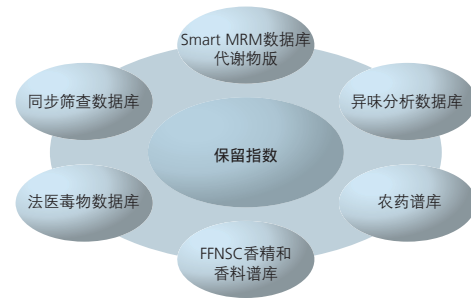 Smart MRM数据库
代谢物版
同步筛查数据库
异味分析数据库
保留指数
法医毒物数据库
农药谱库
FFNSC香精和
香料谱库